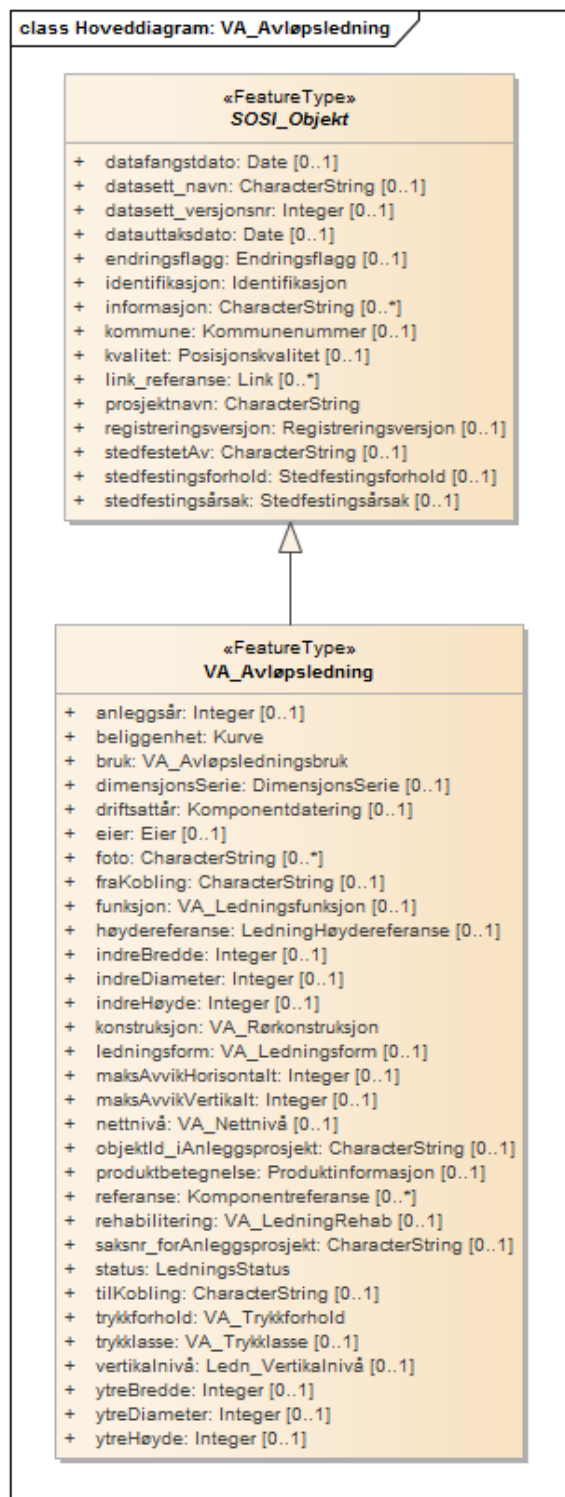 class Hoveddiagram: VA_Avløpsledning
«FeatureType»
SOSI_Objekt
+ datafangstdato: Date [0..1]
+ datasett_navn: CharacterString [0..1]
+ datasett_versjonsnr: Integer [0..1]
+ datauttaksdato: Date [0..1]
+ endringsflagg: Endringsflagg [0..1]
+ identifikasjon: Identifikasjon
+ informasjon: CharacterString [0..*]
+ kommune: Kommunenummer [0..1]
+ kvalitet: Posisjonskvalitet [0..1]
+ link_referanse: Link [0..*]
+ prosjektnavn: CharacterString
+ registreringsversjon: Registreringsversjon [0..1]
+ stedfestetAv: CharacterString [0..1]
+ stedfestingsforhold: Stedfestingsforhold [0..1]
+ stedfestingsårsak: Stedfestingsårsak [0..1]
«FeatureType»
VA_Avløpsledning
+ anleggsår: Integer [0..1]
+ beliggenhet: Kurve
+ bruk: VA_Avløpsledningsbruk
+ dimensjonsSerie: DimensjonsSerie [0..1]
+ driftsattår: Komponentdatering [0..1]
+ eier: Eier [0..1]
+ foto: CharacterString [0..*]
+ fraKobling: CharacterString [0..1]
+ funksjon: VA_Ledningsfunksjon [0..1]
+ høydereferanse: LedningHøydereferanse [0..1]
+ indreBredde: Integer [0..1]
+ indreDiameter: Integer [0..1]
+ indreHøyde: Integer [0..1]
+ konstruksjon: VA_Rørkonstruksjon
+ ledningsform: VA_Ledningsform [0..1]
+ maksAvvikHorisontalt: Integer [0..1]
+ maksAvvikVertikalt: Integer [0..1]
+ nettnivå: VA_Nettnivå [0..1]
+ objektId_iAnleggsprosjekt: CharacterString [0..1]
+ produktbetegnelse: Produktinformasjon [0..1]
+ referanse: Komponentreferanse [0..*]
+ rehabilitering: VA_LedningRehab [0..1]
+ saksnr_forAnleggsprosjekt: CharacterString [0..1]
+ status: LedningsStatus
+ tilKobling: CharacterString [0..1]
+ trykkforhold: VA_Trykkforhold
+ trykklasse: VA_Trykklasse [0..1]
+ vertikalnivå: Ledn_Vertikalnivå [0..1]
+ ytreBredde: Integer [0..1]
+ ytreDiameter: Integer [0..1]
+ ytreHøyde: Integer [0..1]